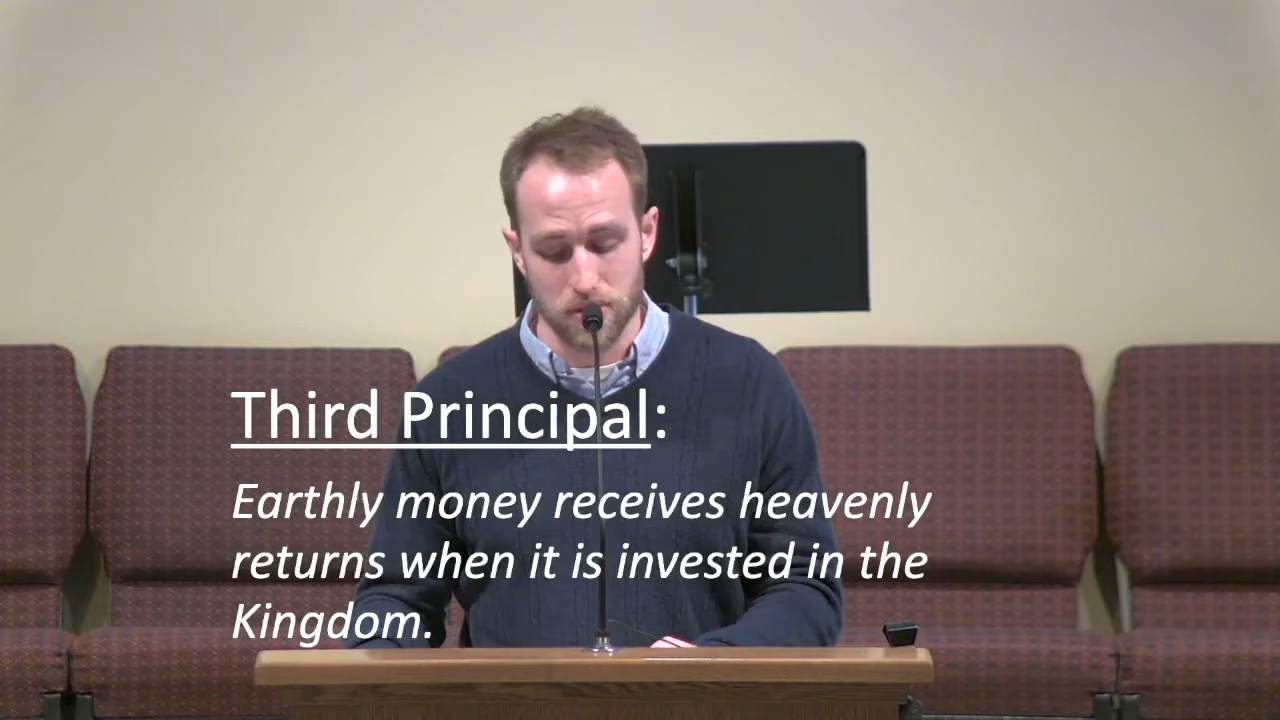 Third Principal:
Earthly money receives heavenly
returns when it is invested in the
Kingdom.